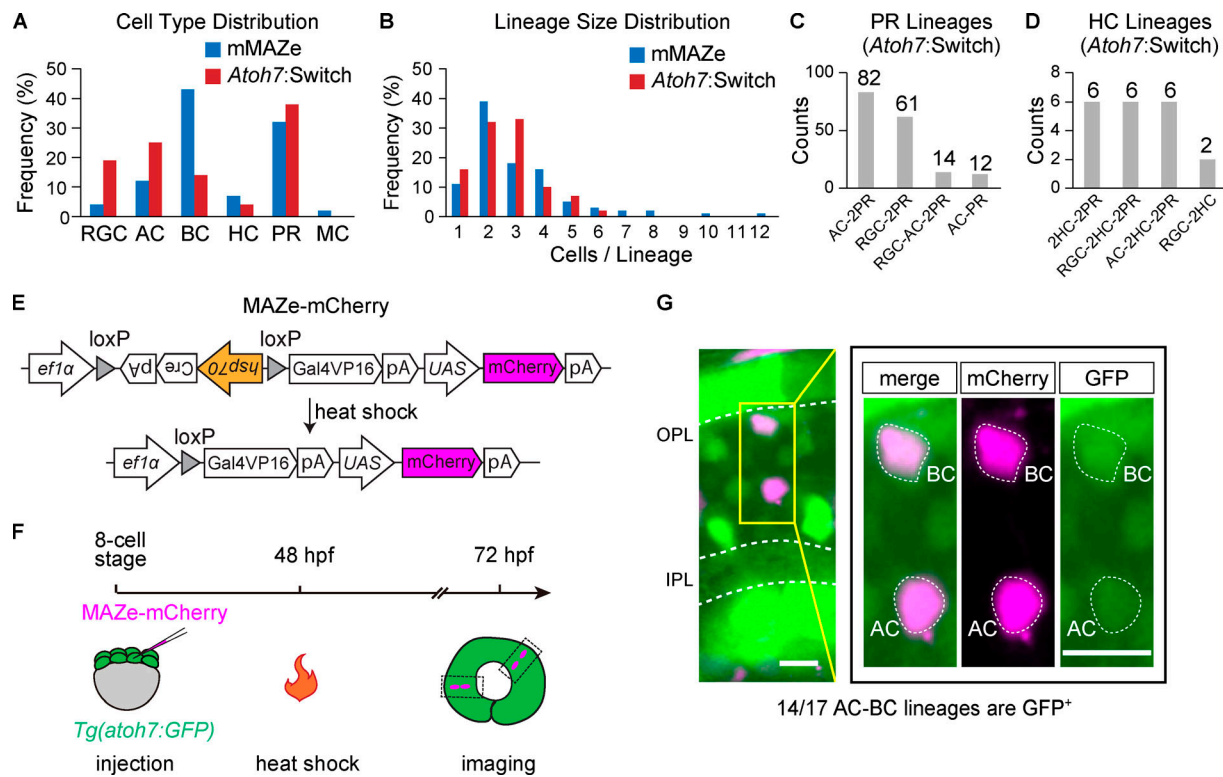 A Cell Type Distribution
mMAZe
Atoh7:Switch
Frequency (%)
50
40
30
20
10
0
RGC AC BC HC PR MC
B Lineage Size Distribution
mMAZe
Atoh7:Switch
Frequency (%)
50
40
30
20
10
0
1 2 3 4 5 6 7 8 9 10 11 12
Cells / Lineage
C PR Lineages
(Atoh7:Switch)
Counts
100
50
0
82
61
14
12
AC-2PR
RGC-2PR
RGC-AC-2PR
AC-PR
D HC Lineages
(Atoh7:Switch)
Counts
8
6
4
2
0
6 6 6
2
2HC-2PR
RGC-2HC-2PR
AC-2HC-2PR
RGC-2HC
E MAZe-mCherry
loxP loxP
ef1α pA Cre hsp70 Gal4VP16 pA UAS mCherry pA
heat shock
loxP
ef1α Gal4VP16 pA UAS mCherry pA
F
8-cell
stage
48 hpf
72 hpf
MAZe-mCherry
Tg(atoh7:GFP)
injection heat shock imaging
G
OPL
IPL
merge mCherry GFP
BC BC BC
AC AC AC
14/17 AC-BC lineages are GFP+